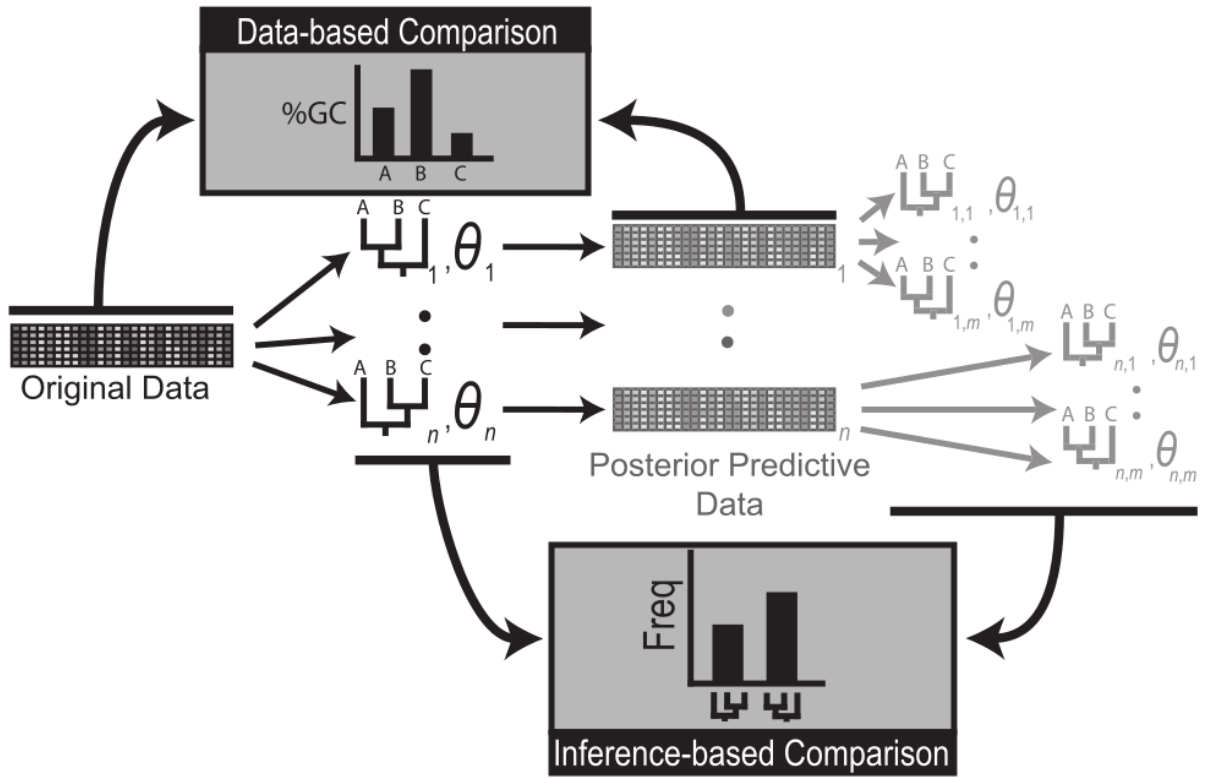 Data-based Comparison
%GC
A B C
A B C
1, θ1
A B C
n, θn
Original Data
1
n
Posterior Predictive
Data
A B C
1,1, θ1,1
A B C
1,m, θ1,m
A B C
n,1, θn,1
A B C
n,m, θn,m
Freq
Inference-based Comparison